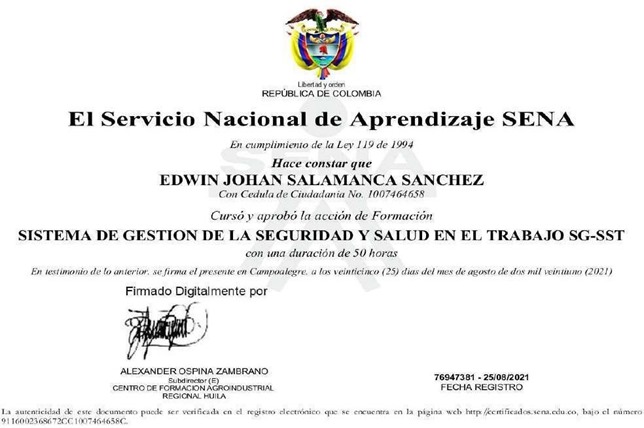 Libertad y orden
REPÚBLICA DE COLOMBIA
El Servicio Nacional de Aprendizaje SENA
En cumplimiento de la Ley 119 de 1994
Hace constar que
EDWIN JOHAN SALAMANCA SANCHEZ
Con Cedula de Ciudadania No. 1007464658
Cursó y aprobó la acción de Formación
SISTEMA DE GESTION DE LA SEGURIDAD Y SALUD EN EL TRABAJO SG-SST
con una duración de 50 horas
En testimonio de lo anterior, se firma el presente en Campoalegre, a los veinticinco (25) días del mes de agosto de dos mil veintiuno (2021)
Firmado Digitalmente por
ALEXANDER OSPINA ZAMBRANO
Subdirector (E)
CENTRO DE FORMACIÓN AGROINDUSTRIAL
REGIONAL HUILA
76947381 - 25/08/2021
FECHA REGISTRO
La autenticidad de este documento puede ser verificada en el registro electrónico que se encuentra en la página web http://certificados.sena.edu.co, bajo el número
9116002368672CC1007464658C.
SENA